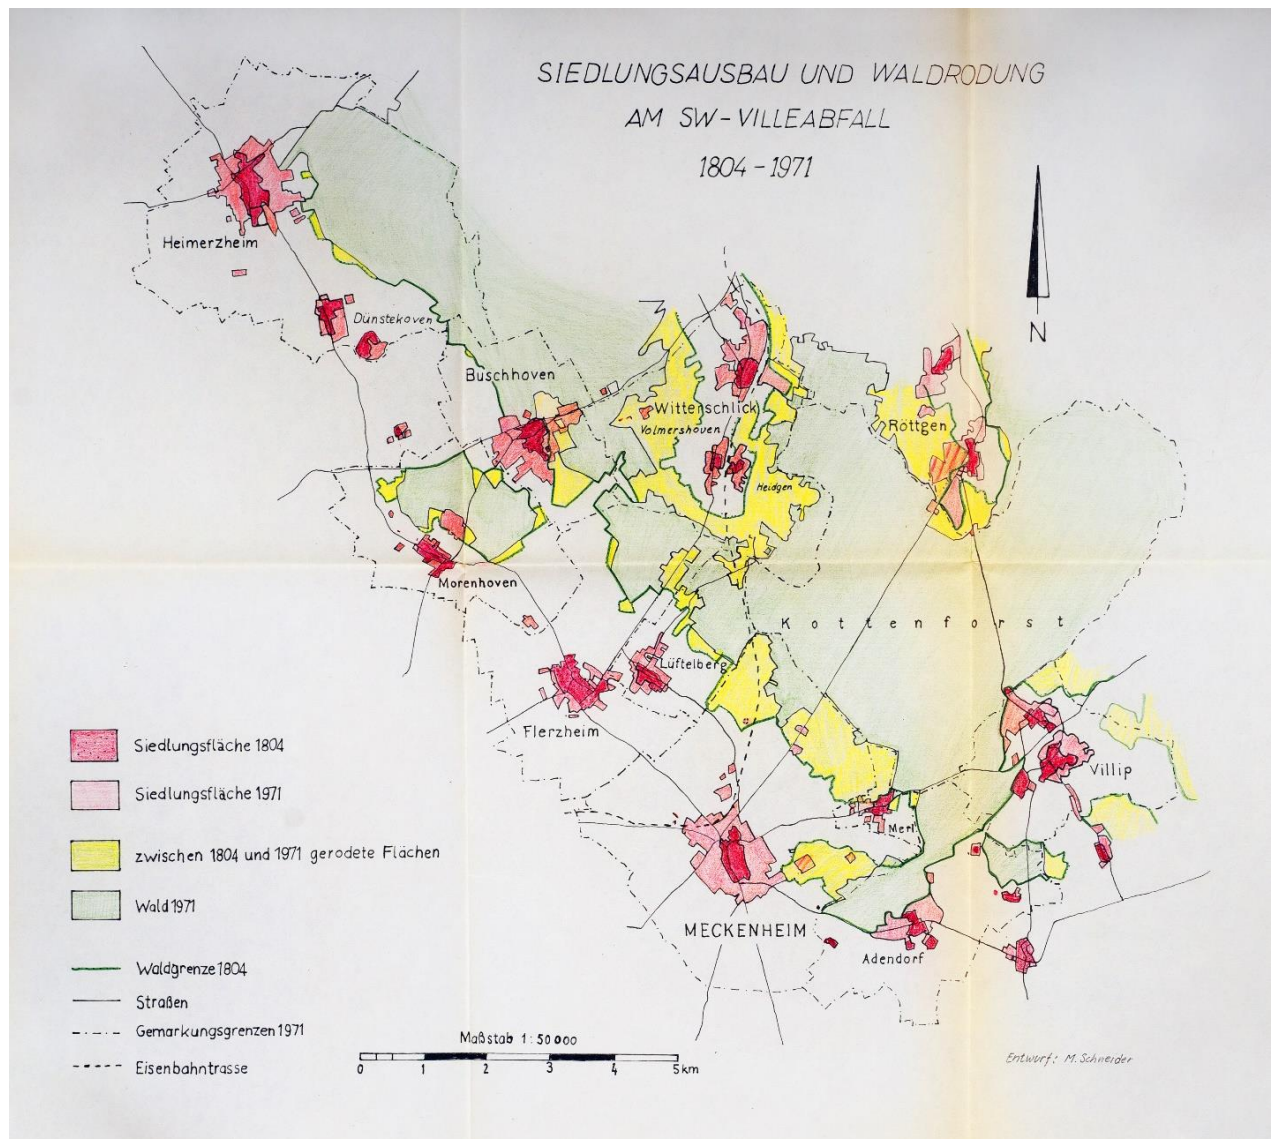 SIEDLUNGSAUSBAU UND WALDRODUNG
AM SW-VILLEABFALL
1804 - 1971
N
Heimerzheim
Dünstekoven
Buschhoven
Wittenschlick
Volmershoven
Röttgen
Heidgen
Morenhoven
Kottenforst
Lüftelberg
Flerzheim
Villip
Merl
MECKENHEIM
Adendorf
Siedlungsfläche 1804
Siedlungsfläche 1971
zwischen 1804 und 1971 gerodete Flächen
Wald 1971
Waldgrenze 1804
Straßen
Gemarkungsgrenzen 1971
Eisenbahntrasse
Maßstab 1:50 000
0 1 2 3 4 5 km
Entwurf: M. Schneider